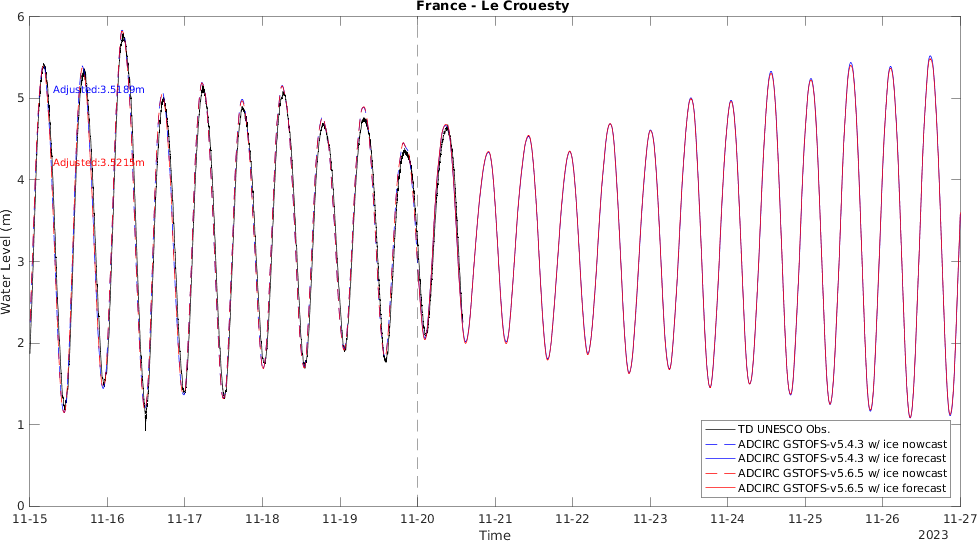 France - Le Crouesty
6
5
4
3
2
1
0
Water Level (m)
Adjusted:3.5189m
Adjusted:3.5215m
TD UNESCO Obs.
ADCIRC GSTOFS-v5.4.3 w/ ice nowcast
ADCIRC GSTOFS-v5.4.3 w/ ice forecast
ADCIRC GSTOFS-v5.6.5 w/ ice nowcast
ADCIRC GSTOFS-v5.6.5 w/ ice forecast
11-15 11-16 11-17 11-18 11-19 11-20 11-21 11-22 11-23 11-24 11-25 11-26 11-27
Time
2023